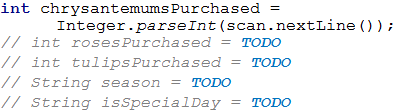 int chrysantemumsPurchased =
Integer.parseInt(scan.nextLine());
// int rosesPurchased = TODO
// int tulipsPurchased = TODO
// String season = TODO
// String isSpecialDay = TODO